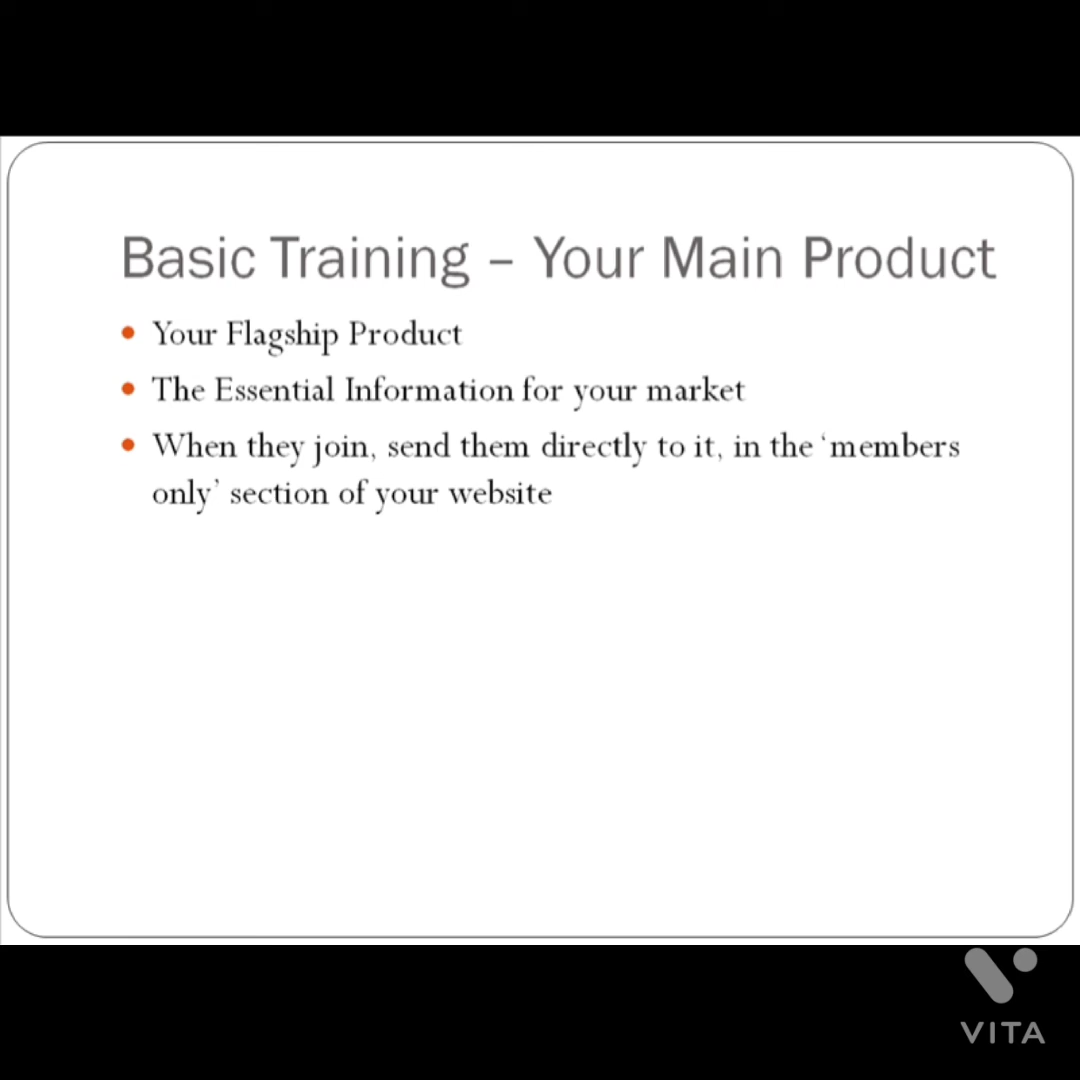 Basic Training – Your Main Product
• Your Flagship Product
• The Essential Information for your market
• When they join, send them directly to it, in the ‘members
only’ section of your website
VITA